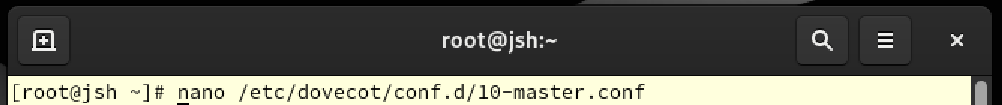 root@jsh:~
[root@jsh ~]# nano /etc/dovecot/conf.d/10-master.conf